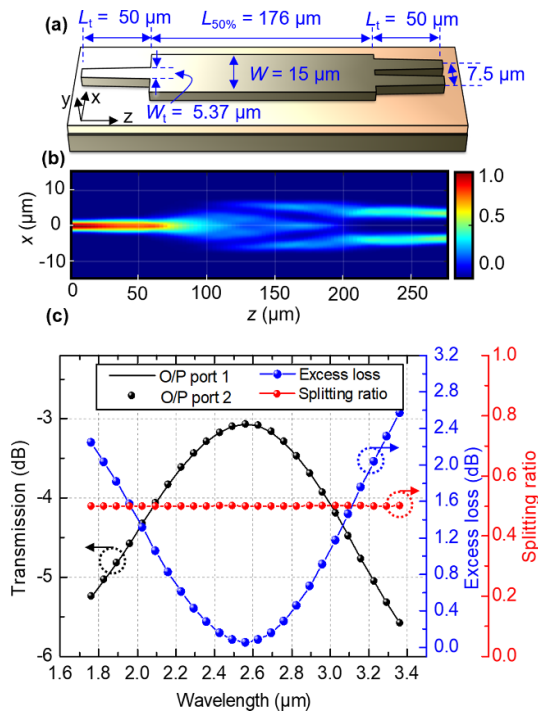 (a)
Lt = 50 µm
L50% = 176 µm
Lt = 50 µm
W = 15 µm
7.5 µm
y
x
z
Wt = 5.37 µm
(b)
x (µm)
10
0
-10
0
50
100
150
200
250
z (µm)
1.0
0.5
0.0
(c)
O/P port 1
O/P port 2
Excess loss
Splitting ratio
Transmission (dB)
-3
-4
-5
-6
1.6
1.8
2.0
2.2
2.4
2.6
2.8
3.0
3.2
3.4
3.6
Wavelength (µm)
3.2
2.8
2.4
2.0
1.6
1.2
0.8
0.4
0.0
Excess loss (dB)
1.0
0.8
0.6
0.4
0.2
0.0
Splitting ratio